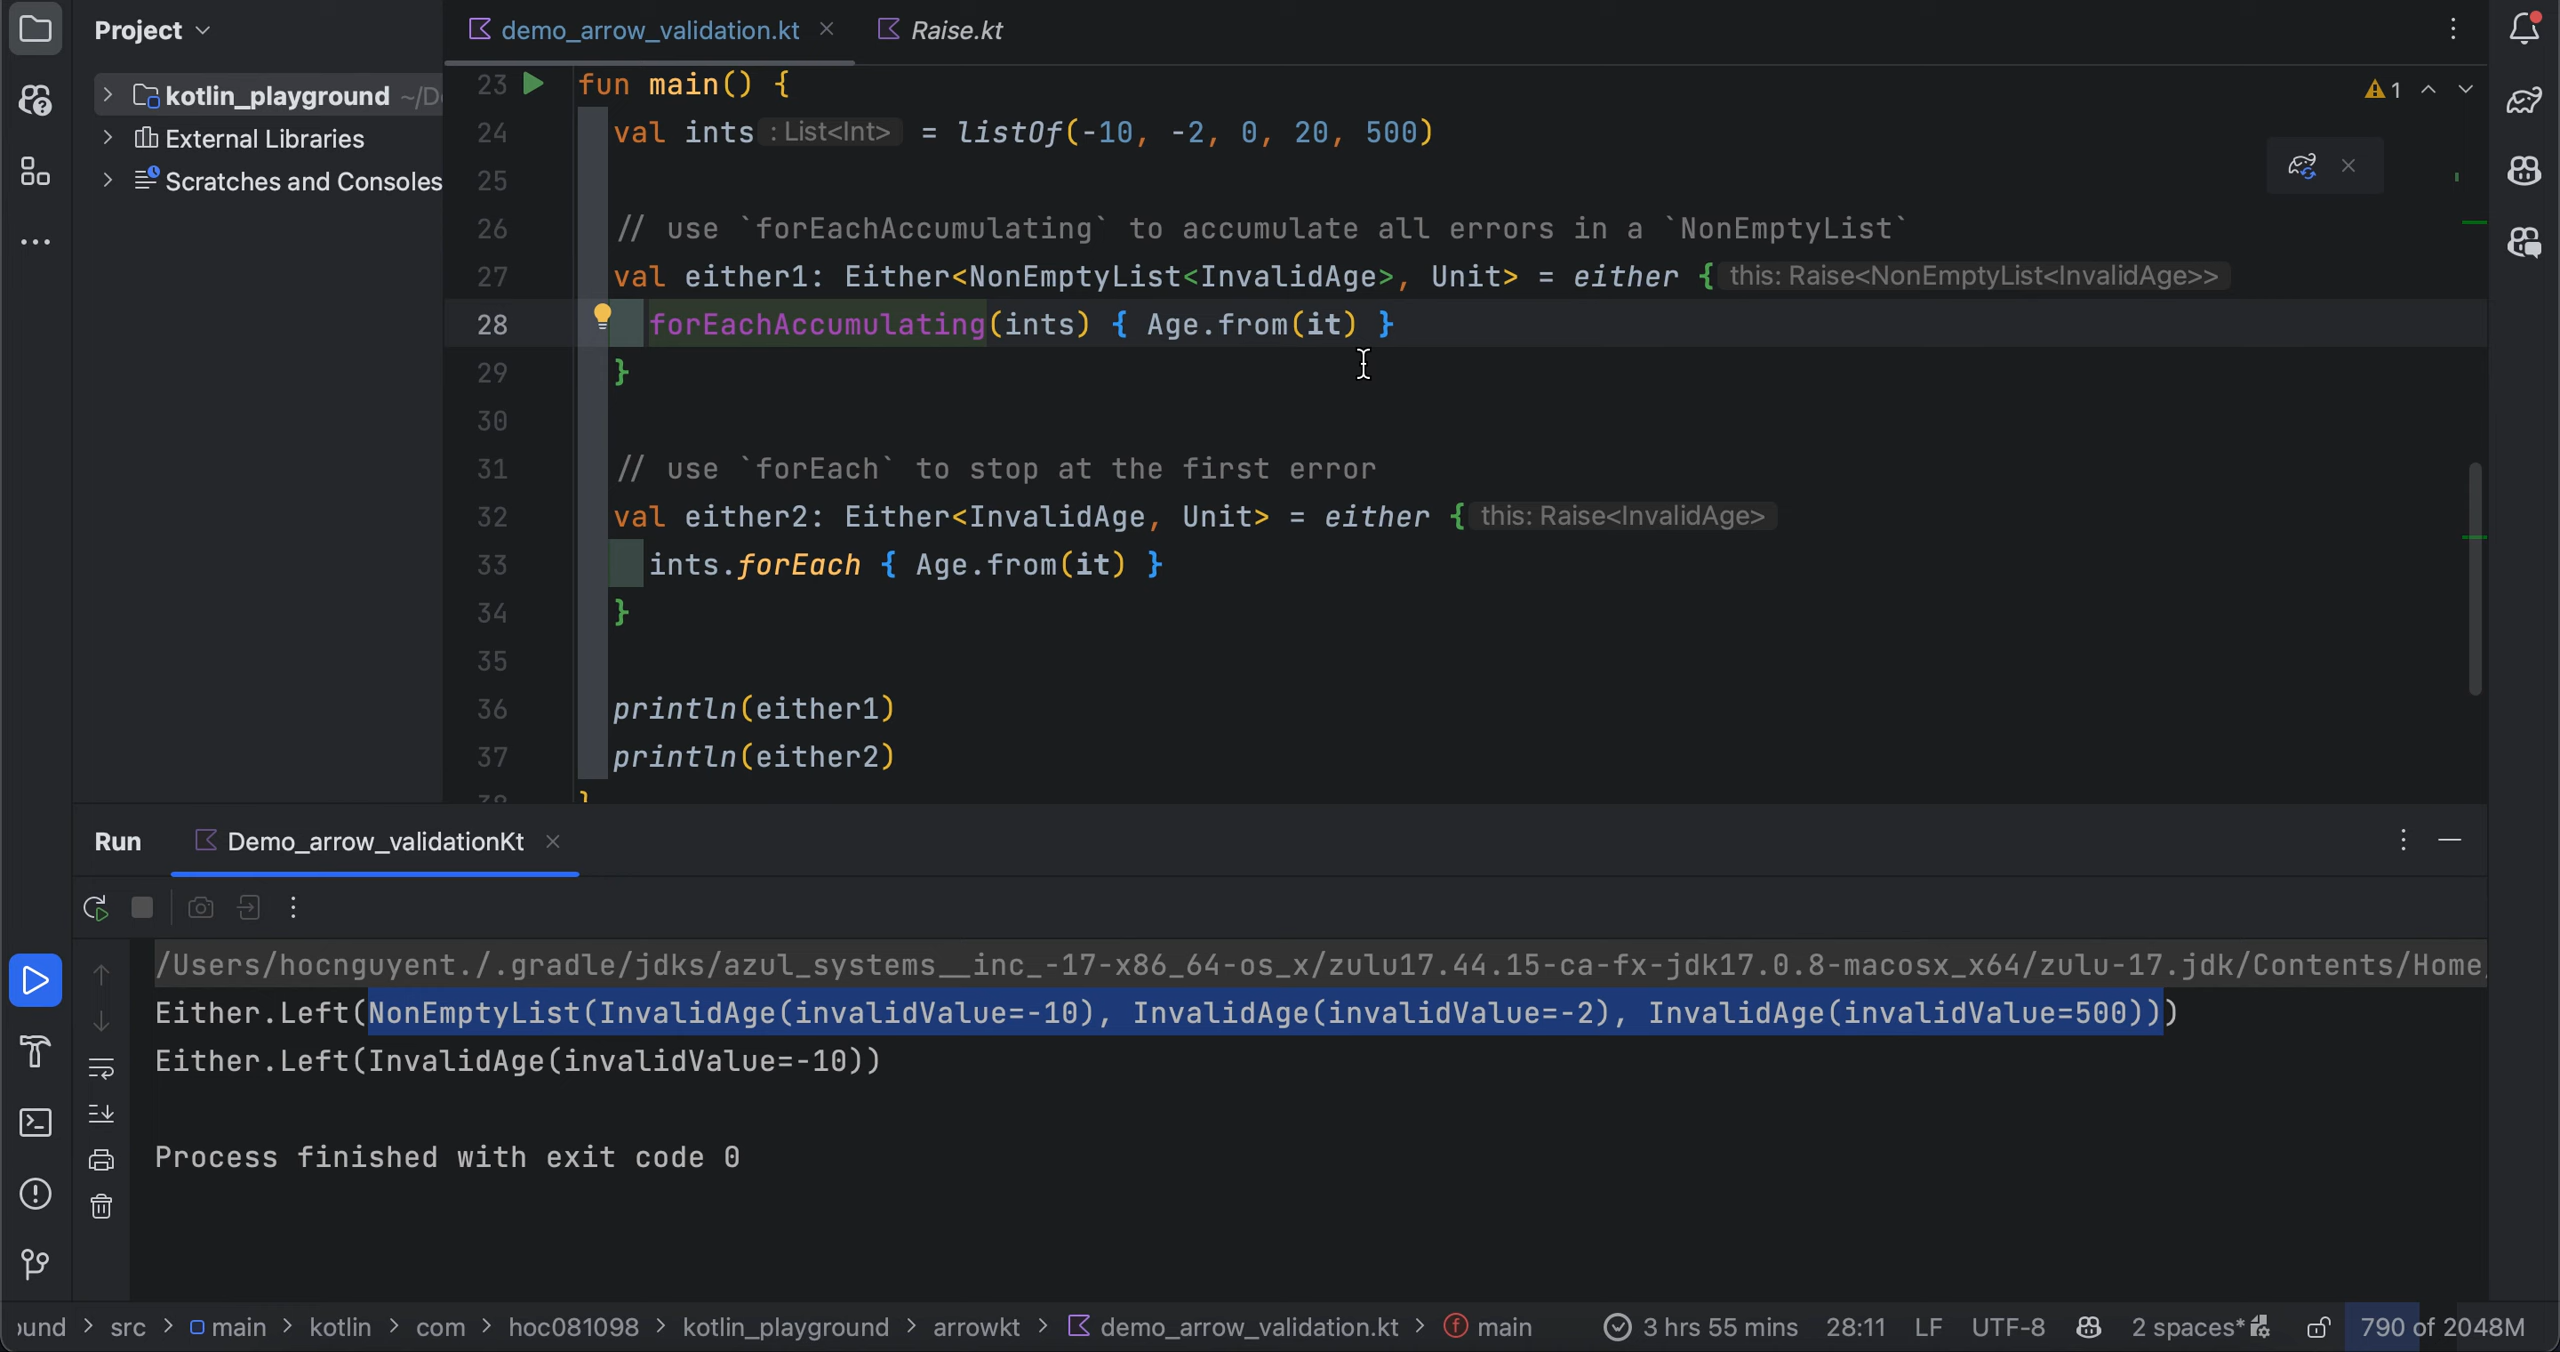 Project
demo_arrow_validation.kt
Raise.kt
kotlin_playground ~/D
External Libraries
Scratches and Consoles
1
23 fun main() {
24 val ints : List<Int> = listOf(-10, -2, 0, 20, 500)
25
26 // use `forEachAccumulating` to accumulate all errors in a `NonEmptyList`
27 val either1: Either<NonEmptyList<InvalidAge>, Unit> = either { this: Raise<NonEmptyList<InvalidAge>>
28 forEachAccumulating(ints) { Age.from(it) }
29 }
30
31 // use `forEach` to stop at the first error
32 val either2: Either<InvalidAge, Unit> = either { this: Raise<InvalidAge>
33 ints.forEach { Age.from(it) }
34 }
35
36 println(either1)
37 println(either2)
38 }
Run Demo_arrow_validationKt
/Users/hocnguyent./.gradle/jdks/azul_systems__inc_-17-x86_64-os_x/zulu17.44.15-ca-fx-jdk17.0.8-macosx_x64/zulu-17.jdk/Contents/Home
Either.Left(NonEmptyList(InvalidAge(invalidValue=-10), InvalidAge(invalidValue=-2), InvalidAge(invalidValue=500)))
Either.Left(InvalidAge(invalidValue=-10))
Process finished with exit code 0
und > src > main > kotlin > com > hoc081098 > kotlin_playground > arrowkt > demo_arrow_validation.kt > main 3 hrs 55 mins 28:11 LF UTF-8 2 spaces* 790 of 2048M